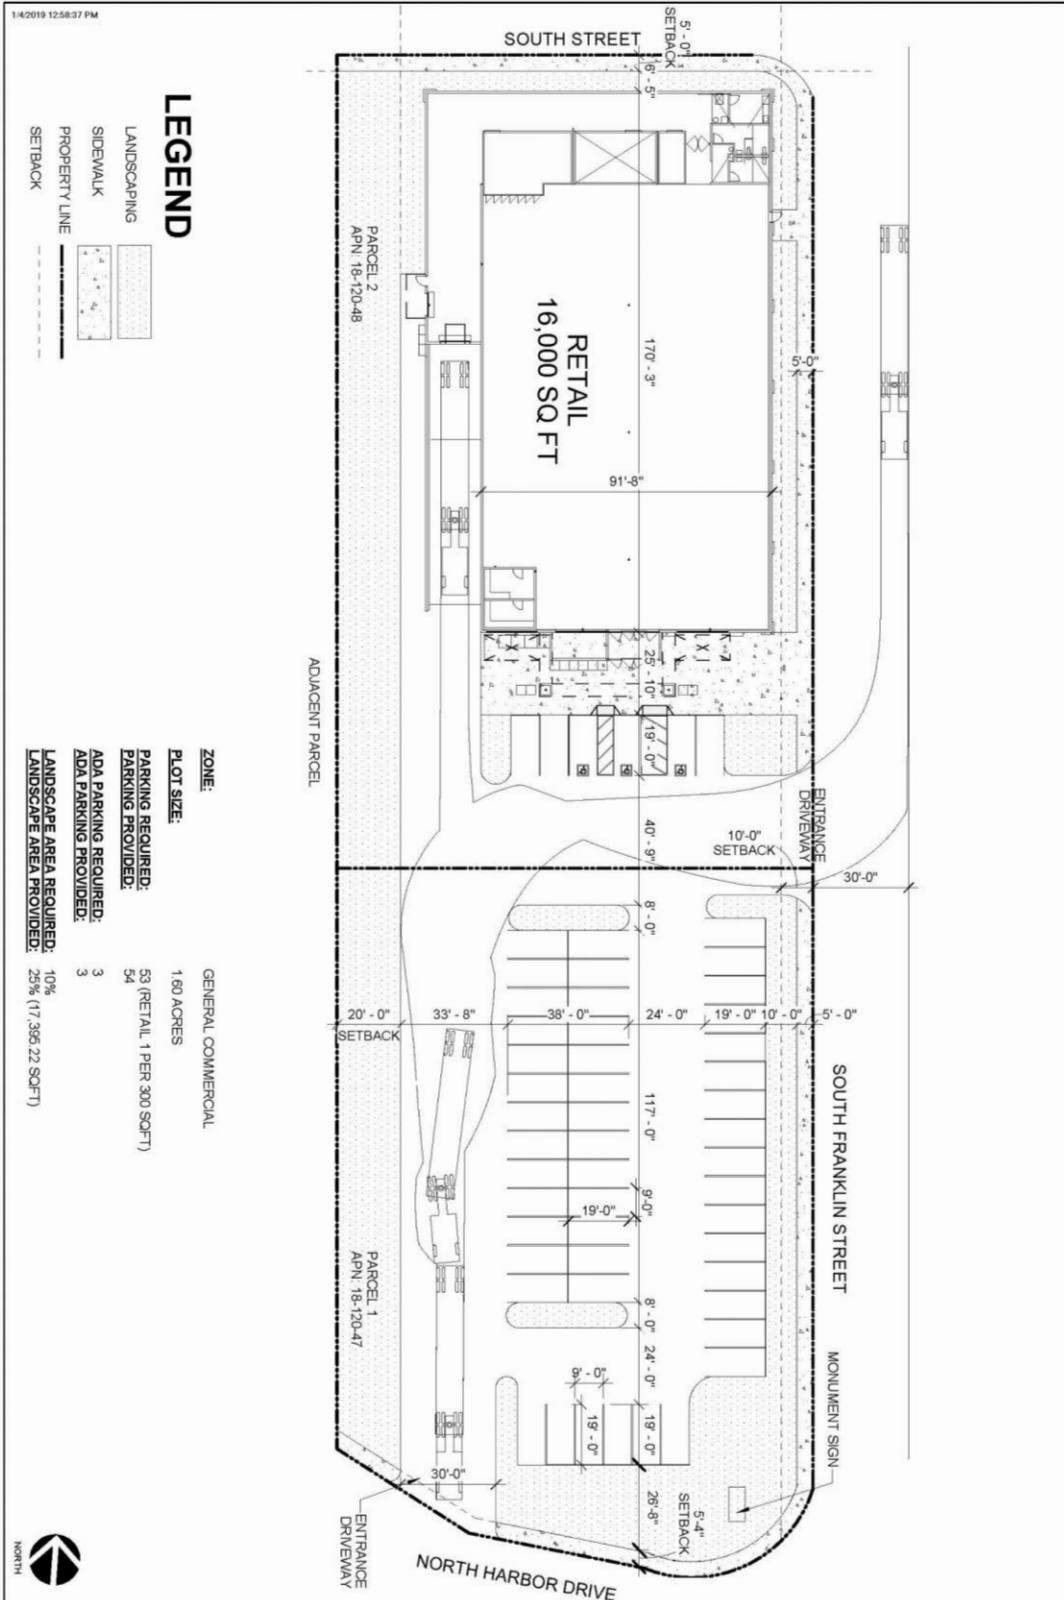 1/4/2019 12:58:37 PM
SOUTH STREET
5' - 0"
SETBACK
6' - 5"
LEGEND
LANDSCAPING
SIDEWALK
PROPERTY LINE
SETBACK
PARCEL 2
APN: 18-120-48
RETAIL
16,000 SQ FT
170' - 3"
5'-0"
91'-8"
25' - 10"
19' - 0"
ADJACENT PARCEL
40' - 9"
10'-0"
SETBACK
ENTRANCE
DRIVEWAY
30'-0"
8' - 0"
20' - 0"
SETBACK
33' - 8"
38' - 0"
24' - 0"
19' - 0"
10' - 0"
5' - 0"
117' - 0"
9'-0"
19'-0"
SOUTH FRANKLIN STREET
8' - 0"
24' - 0"
9' - 0"
19' - 0"
19' - 0"
MONUMENT SIGN
PARCEL 1
APN: 18-120-47
30'-0"
26'-8"
5'-4"
SETBACK
ENTRANCE
DRIVEWAY
NORTH HARBOR DRIVE
ZONE: GENERAL COMMERCIAL
PLOT SIZE: 1.60 ACRES
PARKING REQUIRED: 53 (RETAIL 1 PER 300 SQFT)
PARKING PROVIDED: 54
ADA PARKING REQUIRED: 3
ADA PARKING PROVIDED: 3
LANDSCAPE AREA REQUIRED: 10%
LANDSCAPE AREA PROVIDED: 25% (17,395.22 SQFT)
NORTH